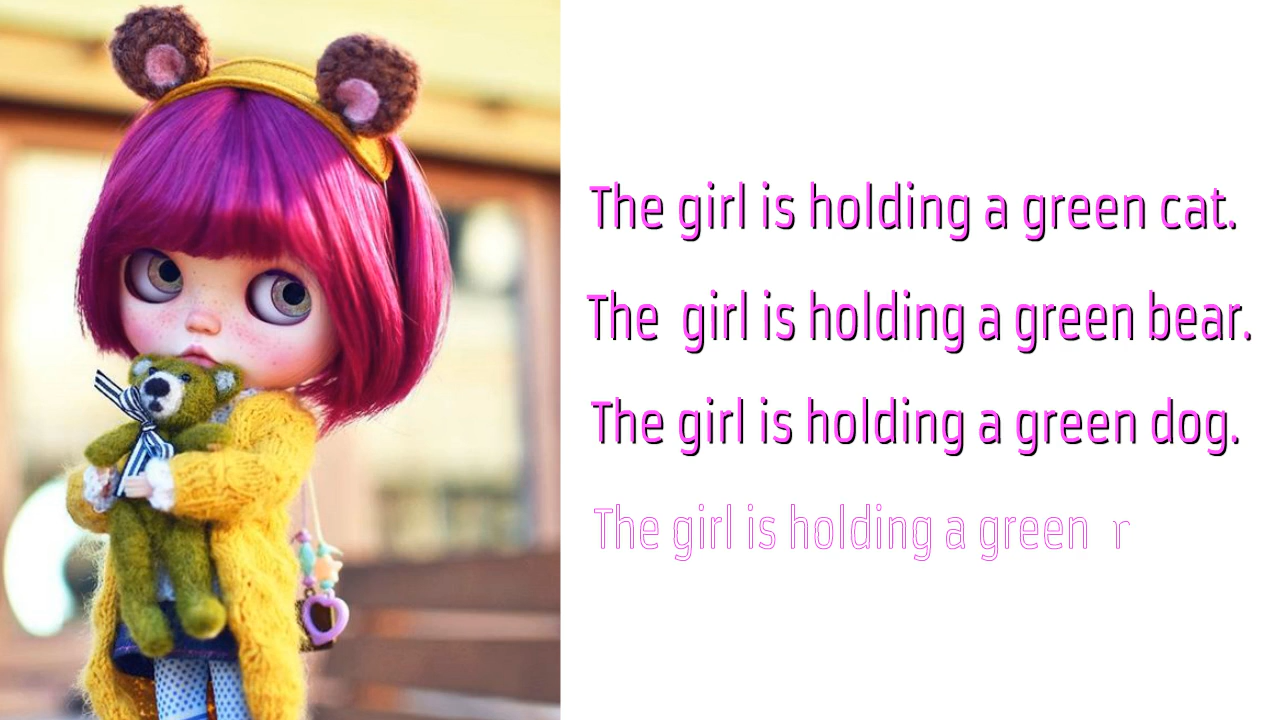 The girl is holding a green cat.
The girl is holding a green bear.
The girl is holding a green dog.
The girl is holding a green r